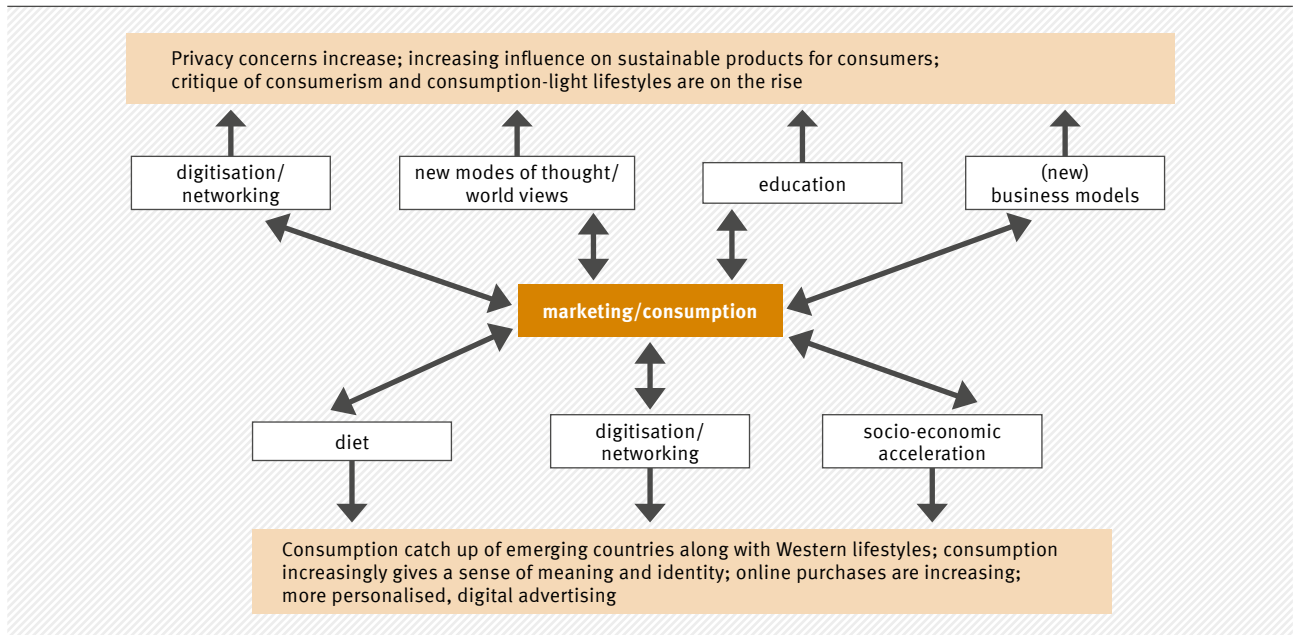 Privacy concerns increase; increasing influence on sustainable products for consumers;
critique of consumerism and consumption-light lifestyles are on the rise
digitisation/
networking
new modes of thought/
world views
education
(new)
business models
marketing/consumption
diet
digitisation/
networking
socio-economic
acceleration
Consumption catch up of emerging countries along with Western lifestyles; consumption
increasingly gives a sense of meaning and identity; online purchases are increasing;
more personalised, digital advertising